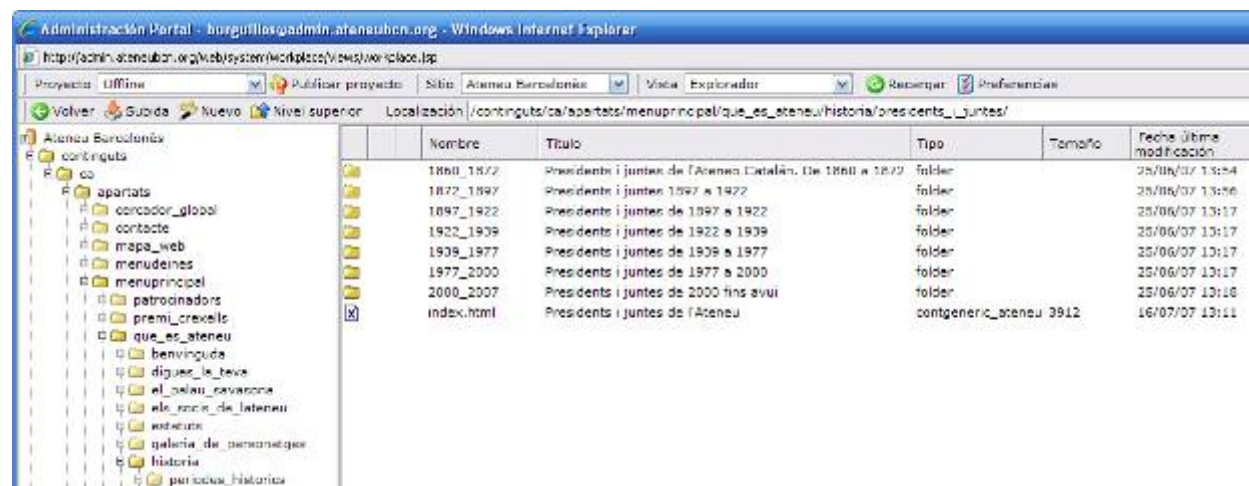 Administración Portal - burguillos@admin.ateneubcn.org - Windows Internet Explorer
http://admin.ateneubcn.org/web/system/workplace/views/workplace.jsp
Proyecto Offline Publicar proyecto Sitio Ateneu Barcelonès Vista Explorador Recargar Preferencias
Volver Subida Nuevo Nivel superior Localización /continguts/ca/apartats/menuprincipal/que_es_ateneu/historia/presidents_i_juntes/
Ateneu Barcelonès
continguts
ca
apartats
cercador_global
contacte
mapa_web
menudeines
menuprincipal
patrocinadors
premi_crexells
que_es_ateneu
benvinguda
digues_la_teva
el_palau_savassona
els_socis_de_lateneu
estatuts
galeria_de_personatges
historia
periodes_historics
Nombre Título Tipo Tamaño Fecha última modificación
1860_1872 Presidents i juntes de l'Ateneo Catalán. De 1860 a 1872 folder 25/06/07 13:54
1872_1897 Presidents i juntes 1897 a 1922 folder 25/06/07 13:56
1897_1922 Presidents i juntes de 1897 a 1922 folder 25/06/07 13:17
1922_1939 Presidents i juntes de 1922 a 1939 folder 25/06/07 13:17
1939_1977 Presidents i juntes de 1939 a 1977 folder 25/06/07 13:17
1977_2000 Presidents i juntes de 1977 a 2000 folder 25/06/07 13:17
2000_2007 Presidents i juntes de 2000 fins avui folder 25/06/07 13:18
index.html Presidents i juntes de l'Ateneu contgeneric_ateneu 3912 16/07/07 13:11